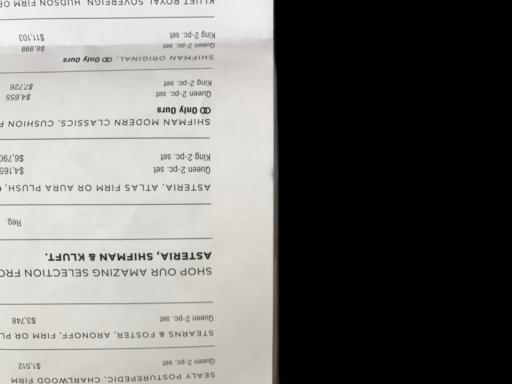 SEALY POSTUREPEDIC, CHARLWOOD FIRM
Queen 2-pc. set $1,512
STEARNS & FOSTER, ARONOFF, FIRM OR PL
Queen 2-pc. set $3,748
SHOP OUR AMAZING SELECTION FRO
ASTERIA, SHIFMAN & KLUFT.
Reg.
ASTERIA, ATLAS FIRM OR AURA PLUSH,
Queen 2-pc. set $4,165
King 2-pc. set $6,790
SHIFMAN MODERN CLASSICS, CUSHION
Only Ours
Queen 2-pc. set $4,655
King 2-pc. set $7,726
SHIFMAN ORIGINAL, Only Ours
Queen 2-pc. set $6,998
King 2-pc. set $11,103
KLUFT ROYAL SOVEREIGN, HUDSON FIRM OR